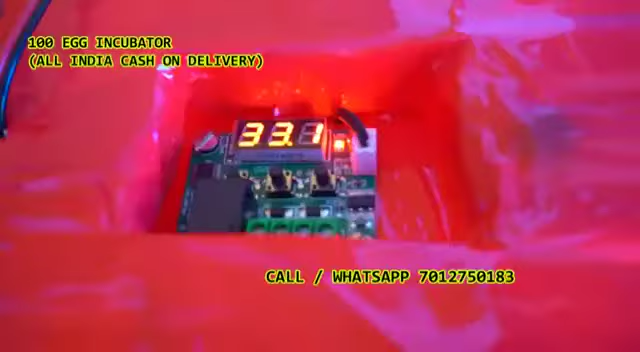 100 EGG INCUBATOR
(ALL INDIA CASH ON DELIVERY)
33.1
CALL / WHATSAPP 7012750183